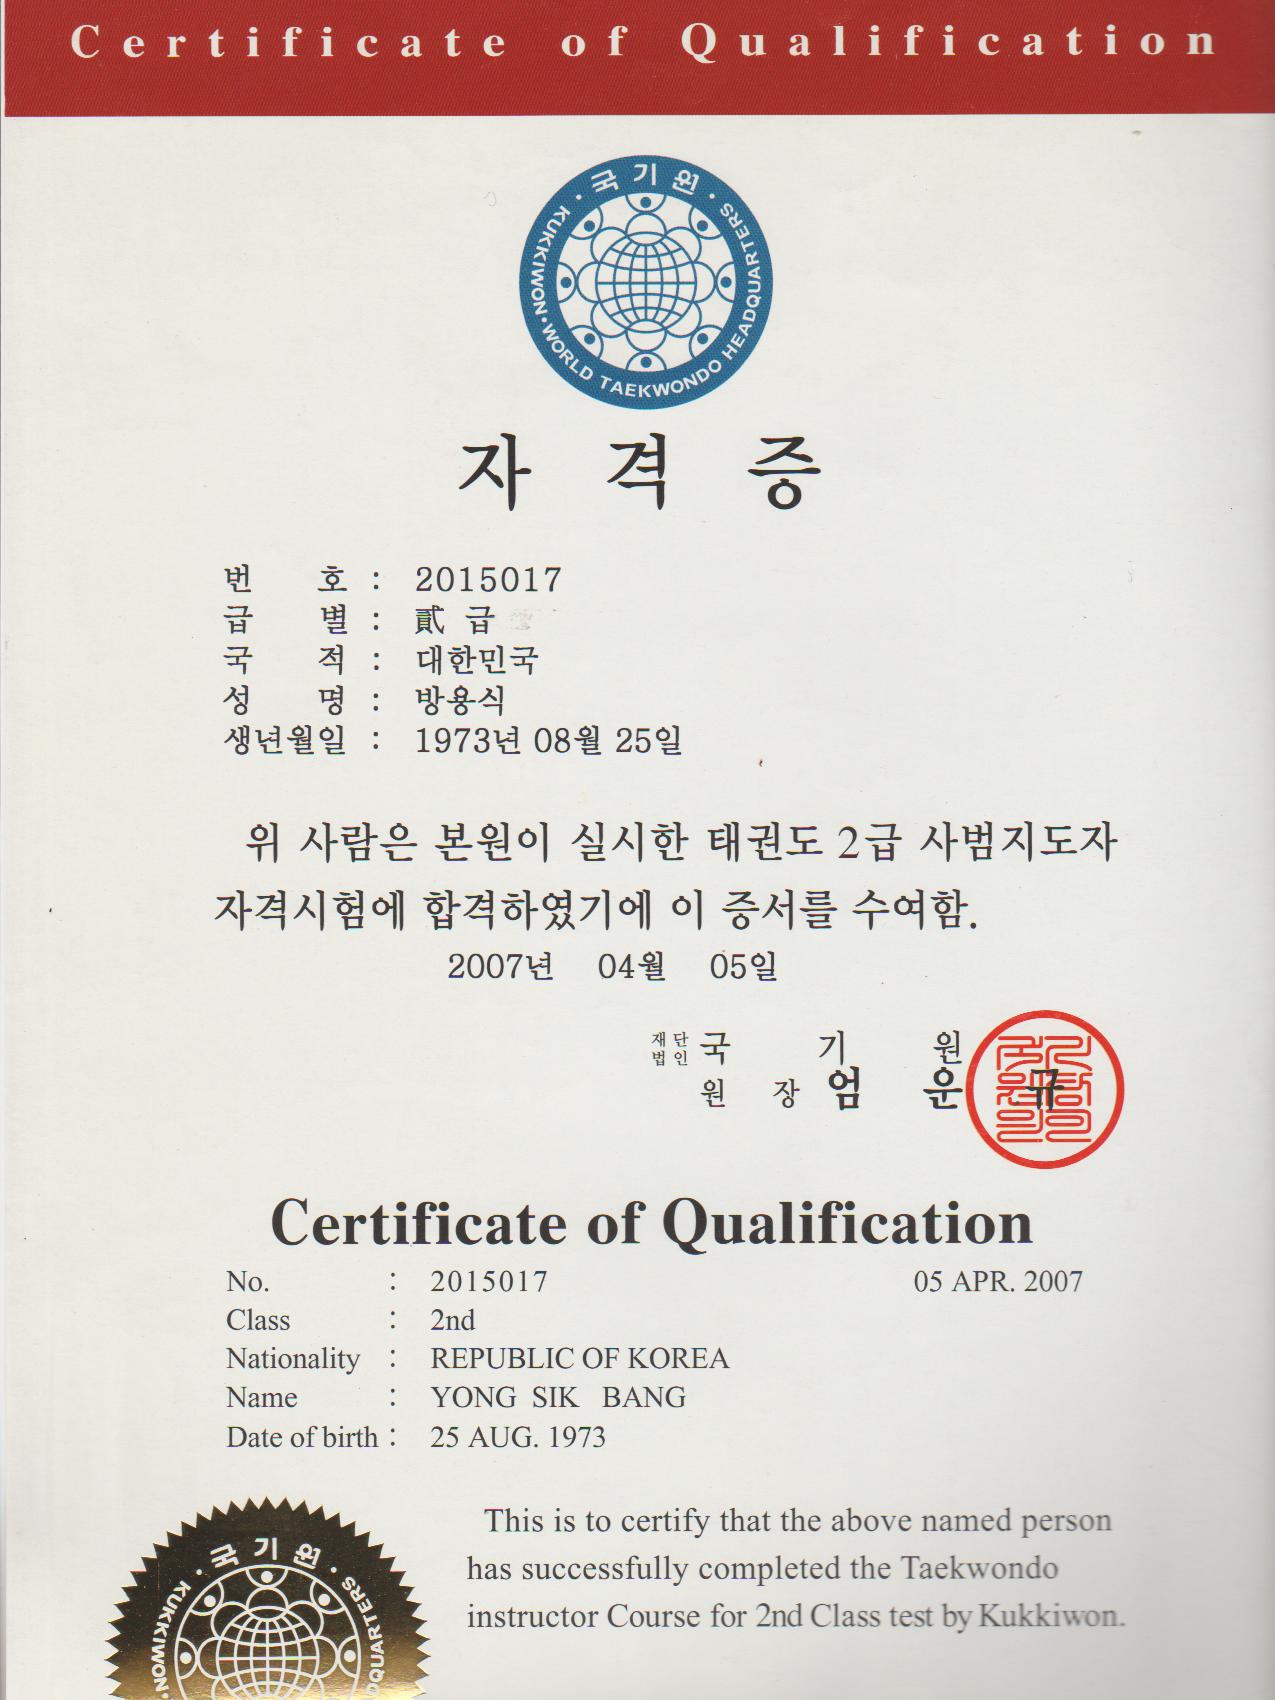 Certificate of Qualification
· 국기원 ·
KUKKIWON · WORLD TAEKWONDO HEADQUARTERS
자 격 증
번 호 : 2015017
급 별 : 貳 급
국 적 : 대한민국
성 명 : 방용식
생년월일 : 1973년 08월 25일
위 사람은 본원이 실시한 태권도 2급 사범지도자
자격시험에 합격하였기에 이 증서를 수여함.
2007년 04월 05일
재단법인 국 기 원
원 장 엄 운 규
Certificate of Qualification
No. : 2015017 05 APR. 2007
Class : 2nd
Nationality : REPUBLIC OF KOREA
Name : YONG SIK BANG
Date of birth : 25 AUG. 1973
This is to certify that the above named person
has successfully completed the Taekwondo
instructor Course for 2nd Class test by Kukkiwon.
· 국기원 ·
KUKKIWON